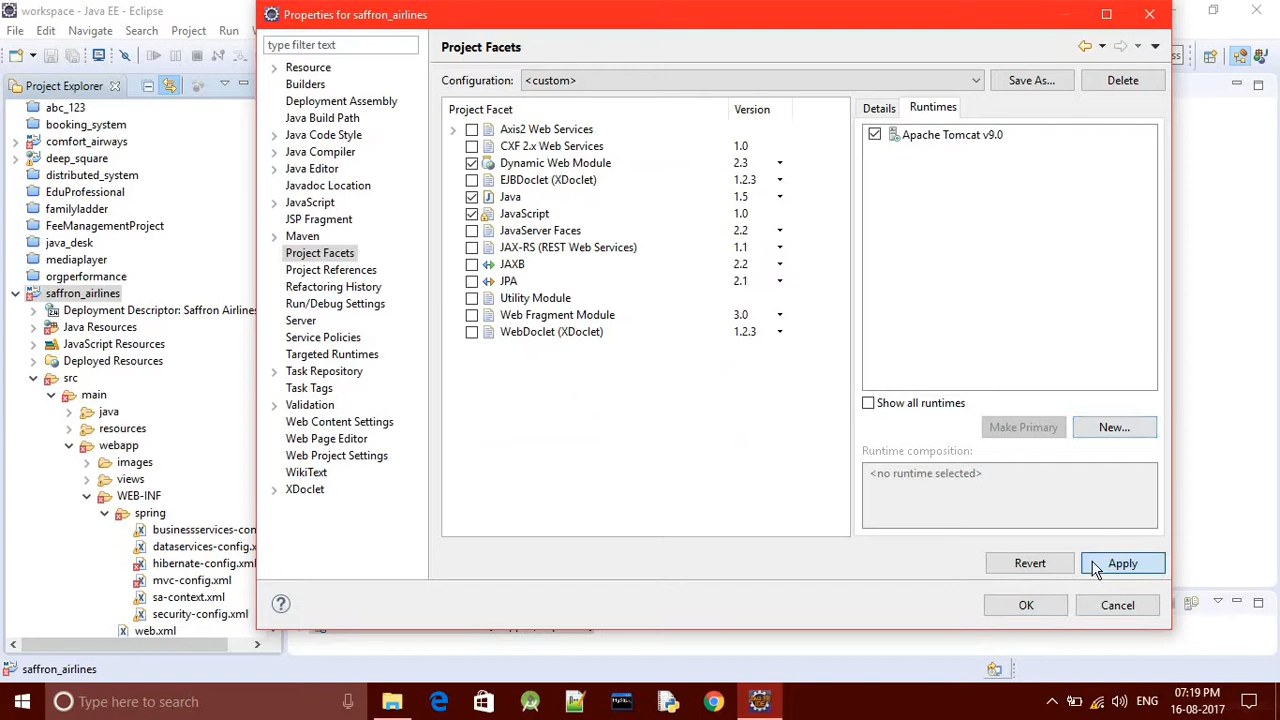 workspace - Java EE - Eclipse
File Edit Navigate Search Project Run
Project Explorer
abc_123
booking_system
comfort_airways
deep_square
distributed_system
EduProfessional
familyladder
FeeManagementProject
java_desk
mediaplayer
orgperformance
saffron_airlines
Deployment Descriptor: Saffron Airlines
Java Resources
JavaScript Resources
Deployed Resources
src
main
java
resources
webapp
images
views
WEB-INF
spring
businessservices-con
dataservices-config.
hibernate-config.xml
mvc-config.xml
sa-context.xml
security-config.xml
web.xml
saffron_airlines
Properties for saffron_airlines
type filter text
Resource
Builders
Deployment Assembly
Java Build Path
Java Code Style
Java Compiler
Java Editor
Javadoc Location
JavaScript
JSP Fragment
Maven
Project Facets
Project References
Refactoring History
Run/Debug Settings
Server
Service Policies
Targeted Runtimes
Task Repository
Task Tags
Validation
Web Content Settings
Web Page Editor
Web Project Settings
WikiText
XDoclet
Project Facets
Configuration: <custom> Save As... Delete
Project Facet Version
Axis2 Web Services
CXF 2.x Web Services 1.0
Dynamic Web Module 2.3
EJBDoclet (XDoclet) 1.2.3
Java 1.5
JavaScript 1.0
JavaServer Faces 2.2
JAX-RS (REST Web Services) 1.1
JAXB 2.2
JPA 2.1
Utility Module
Web Fragment Module 3.0
WebDoclet (XDoclet) 1.2.3
Details Runtimes
Apache Tomcat v9.0
Show all runtimes
Make Primary New...
Runtime composition:
<no runtime selected>
Revert Apply
OK Cancel
Type here to search
ENG
07:19 PM
16-08-2017